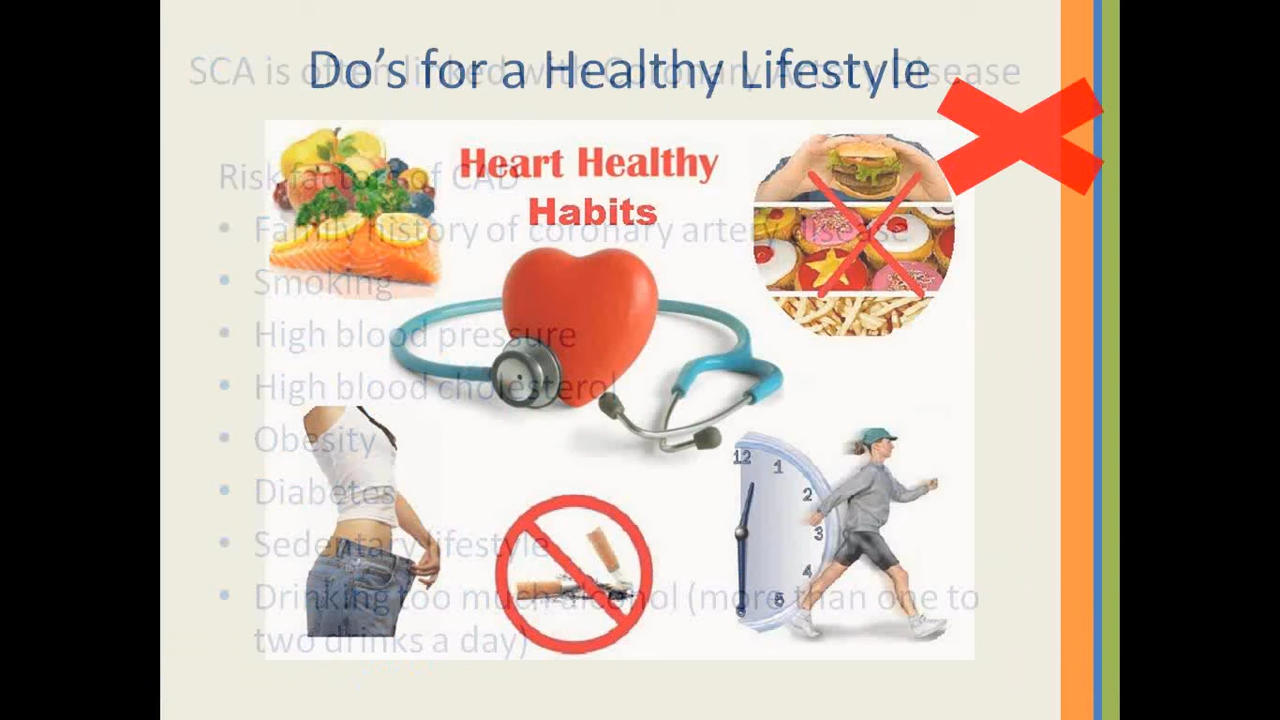 Do’s for a Healthy Lifestyle
SCA is often linked with Coronary Artery Disease
Heart Healthy
Habits
Risk factors of CAD
• Family history of coronary artery disease
• Smoking
• High blood pressure
• High blood cholesterol
• Obesity
• Diabetes
• Sedentary lifestyle
• Drinking too much alcohol (more than one to
two drinks a day)
12
1
2
3
4
5